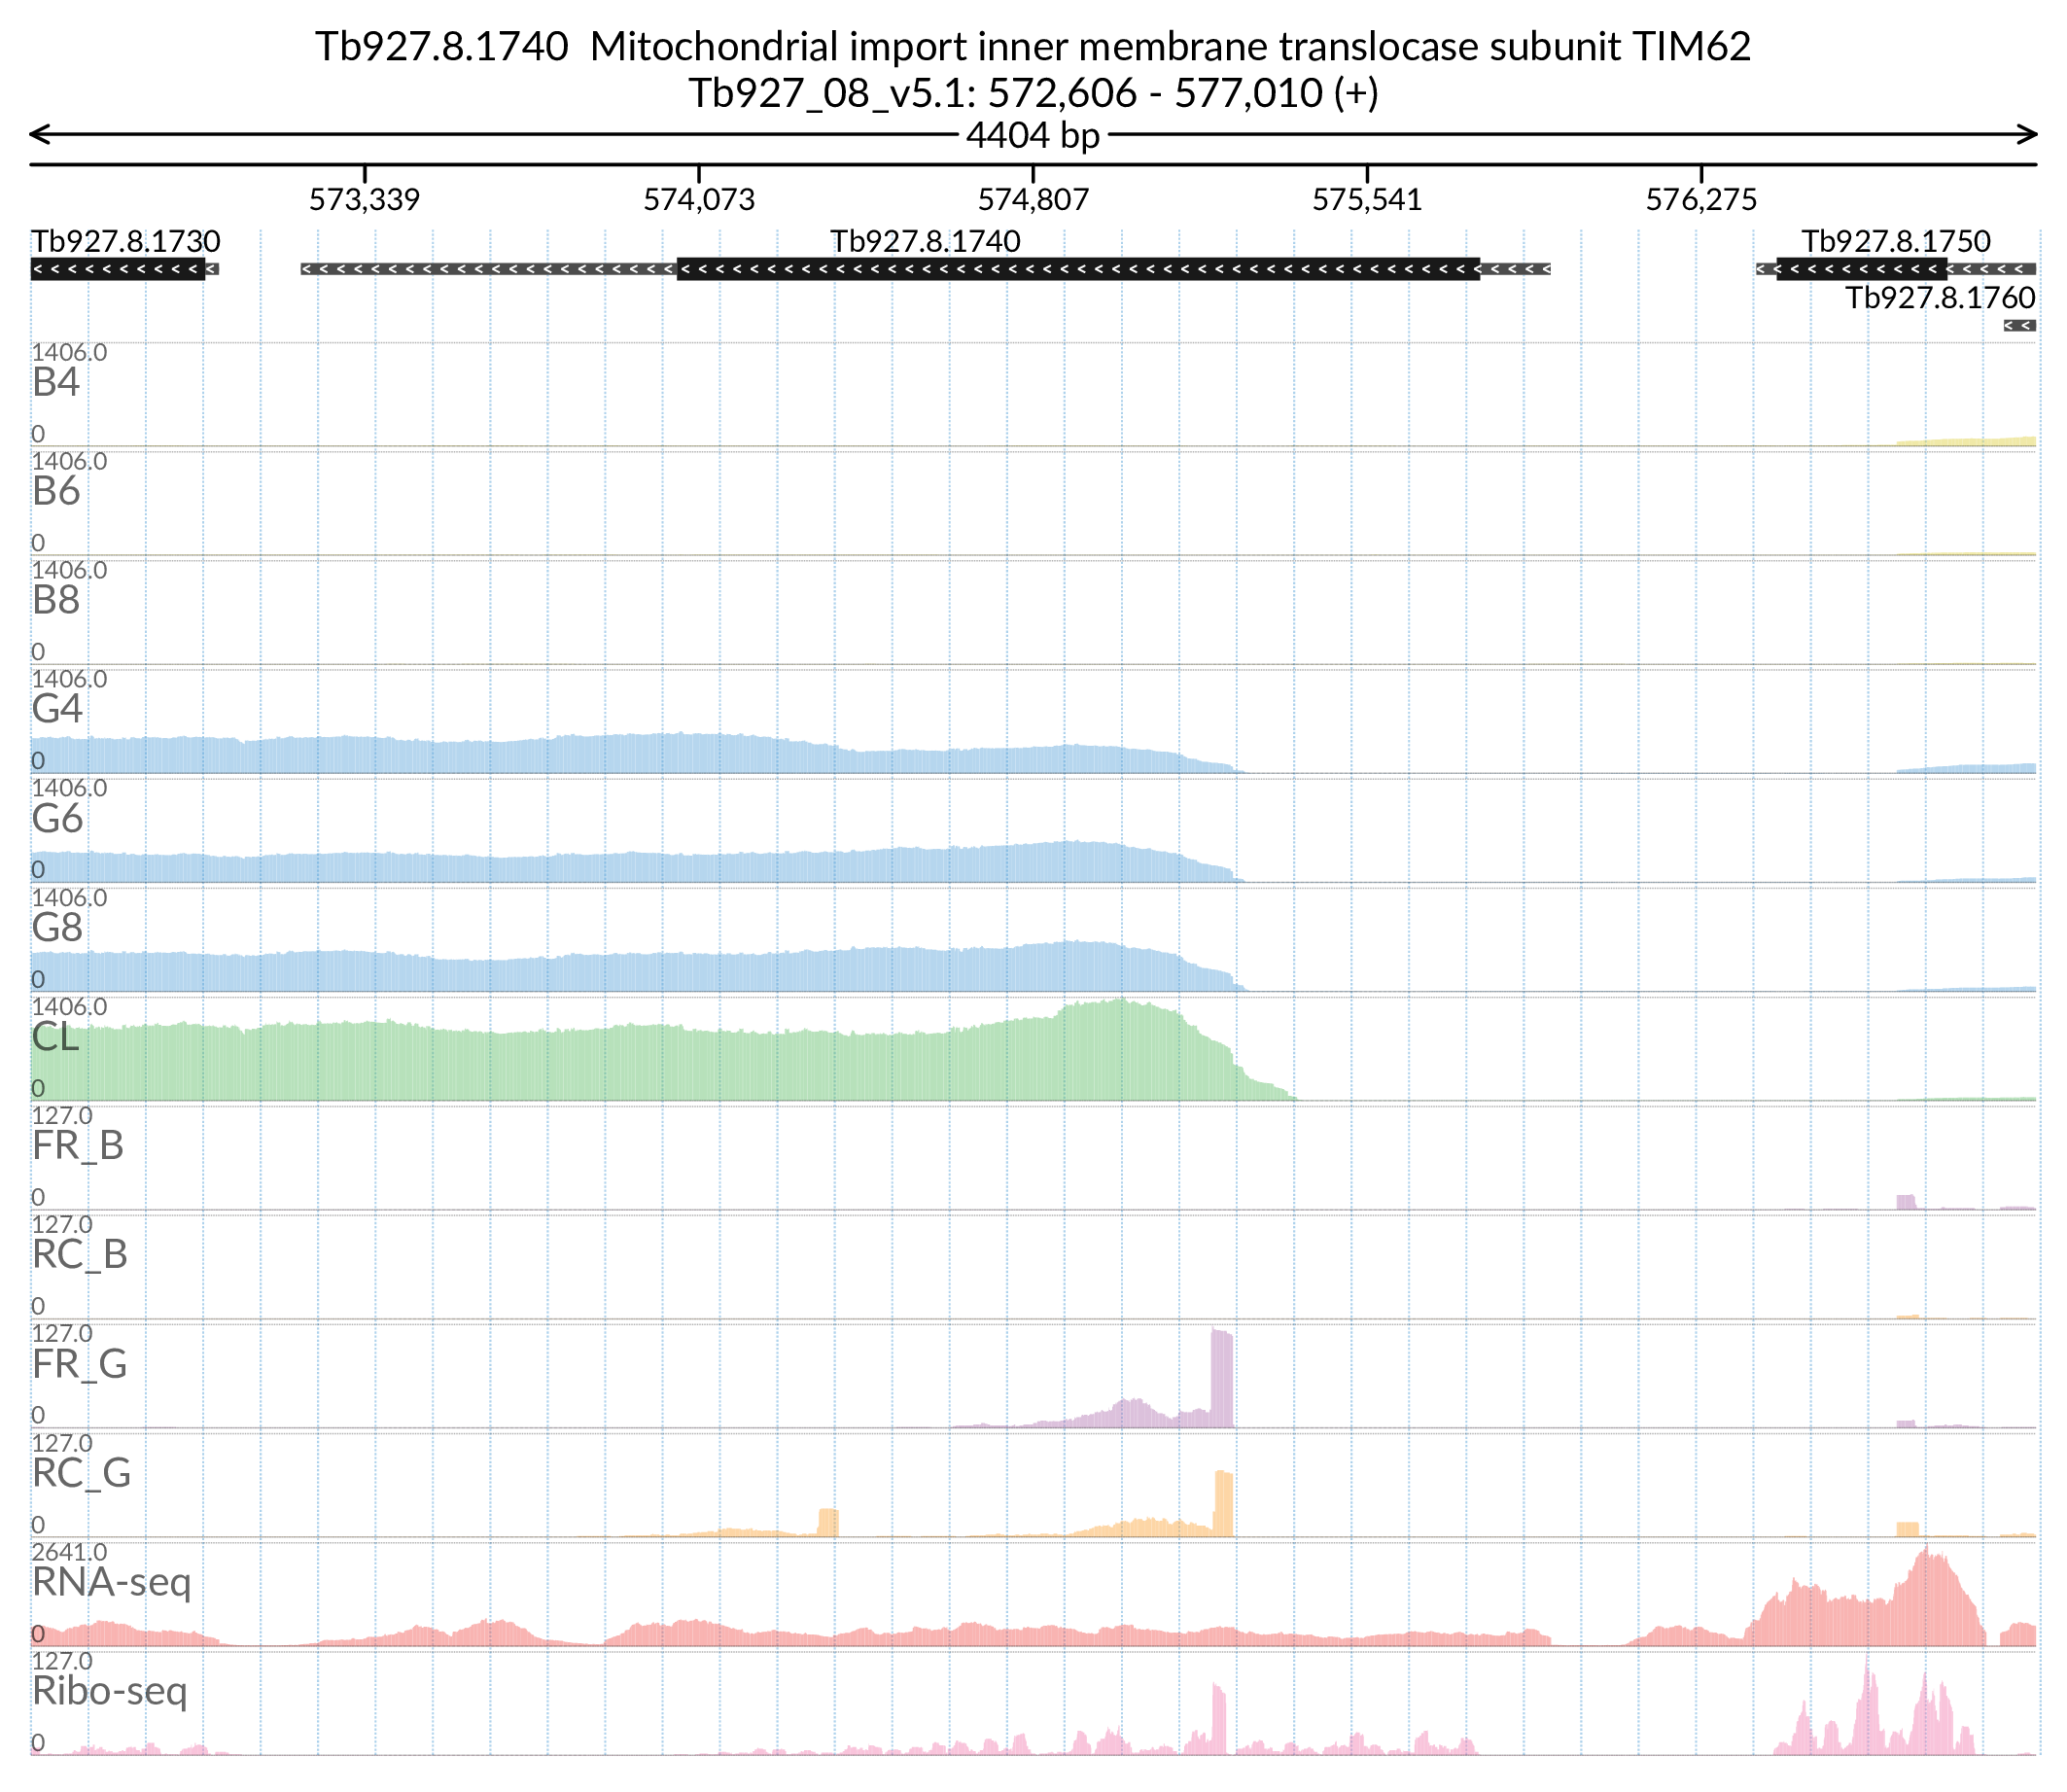 Tb927.8.1740 Mitochondrial import inner membrane translocase subunit TIM62
Tb927_08_v5.1: 572,606 - 577,010 (+)
4404 bp
573,339 574,073 574,807 575,541 576,275
Tb927.8.1730 Tb927.8.1740 Tb927.8.1750
Tb927.8.1760
1406.0
B4
0
1406.0
B6
0
1406.0
B8
0
1406.0
G4
0
1406.0
G6
0
1406.0
G8
0
1406.0
CL
0
127.0
FR_B
0
127.0
RC_B
0
127.0
FR_G
0
127.0
RC_G
0
2641.0
RNA-seq
0
127.0
Ribo-seq
0